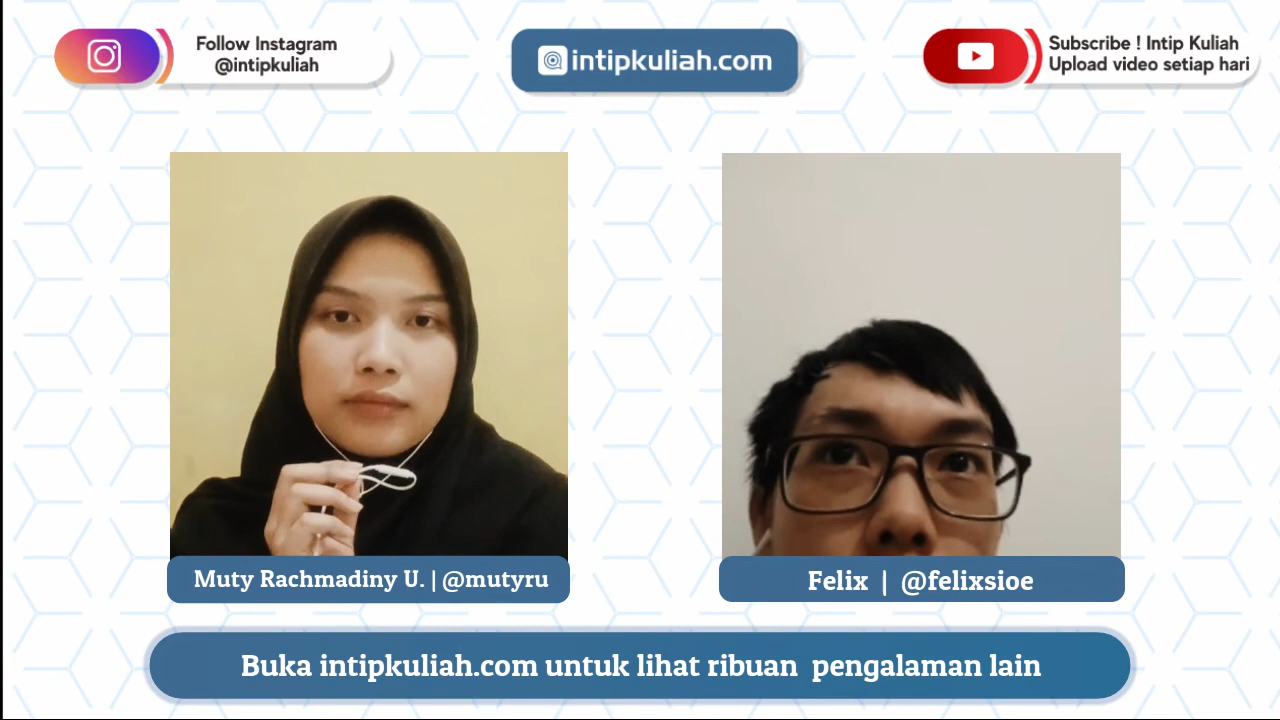 Follow Instagram
@intipkuliah
intipkuliah.com
Subscribe ! Intip Kuliah
Upload video setiap hari
Muty Rachmadiny U. | @mutyru
Felix | @felixsioe
Buka intipkuliah.com untuk lihat ribuan pengalaman lain